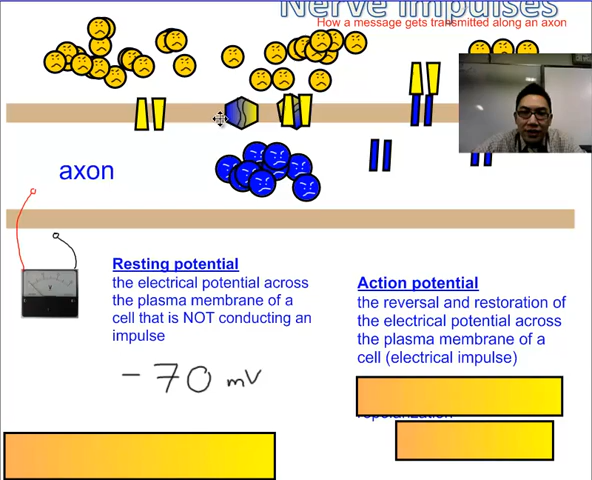 Nerve Impulses
How a message gets transmitted along an axon
axon
Resting potential
the electrical potential across
the plasma membrane of a
cell that is NOT conducting an
impulse
- 70 mV
Action potential
the reversal and restoration of
the electrical potential across
the plasma membrane of a
cell (electrical impulse)
repolarization